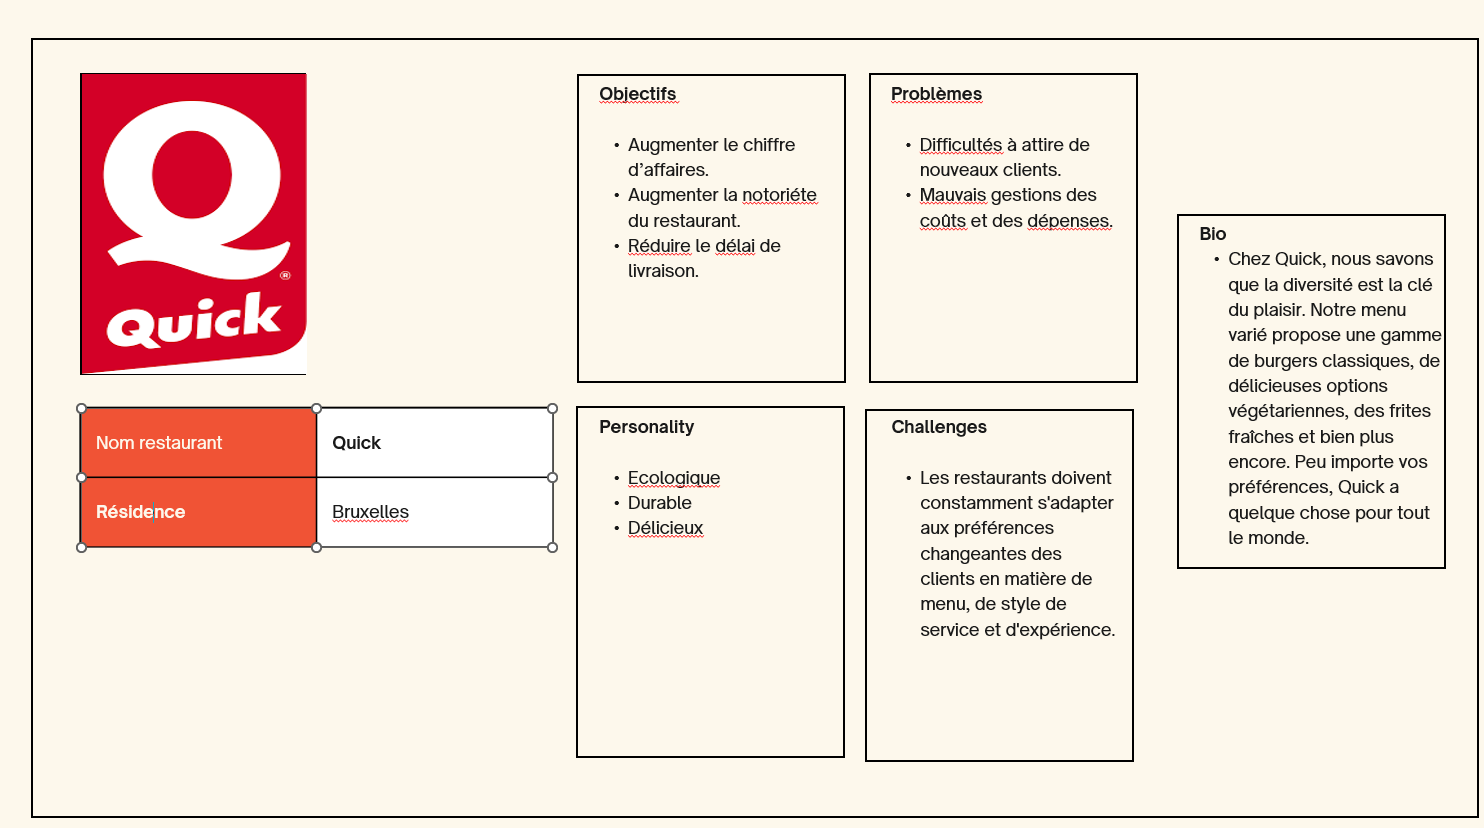 Q
®
Quick
Nom restaurant
Quick
Résidence
Bruxelles
Objectifs
• Augmenter le chiffre
d’affaires.
• Augmenter la notoriéte
du restaurant.
• Réduire le délai de
livraison.
Problèmes
• Difficultés à attire de
nouveaux clients.
• Mauvais gestions des
coûts et des dépenses.
Personality
• Ecologique
• Durable
• Délicieux
Challenges
• Les restaurants doivent
constamment s'adapter
aux préférences
changeantes des
clients en matière de
menu, de style de
service et d'expérience.
Bio
• Chez Quick, nous savons
que la diversité est la clé
du plaisir. Notre menu
varié propose une gamme
de burgers classiques, de
délicieuses options
végétariennes, des frites
fraîches et bien plus
encore. Peu importe vos
préférences, Quick a
quelque chose pour tout
le monde.